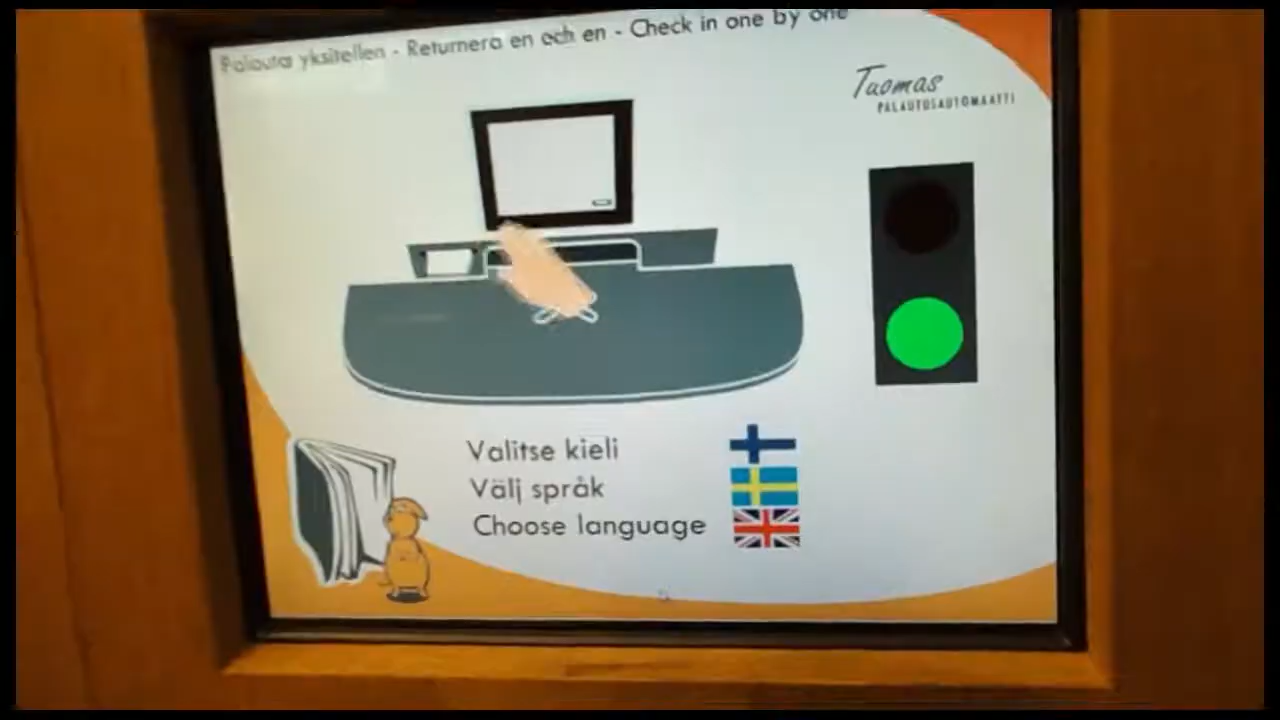 Palauta yksitellen - Returnera en och en - Check in one by one
Tuomas
PALAUTUSAUTOMAATTI
Valitse kieli
Välj språk
Choose language